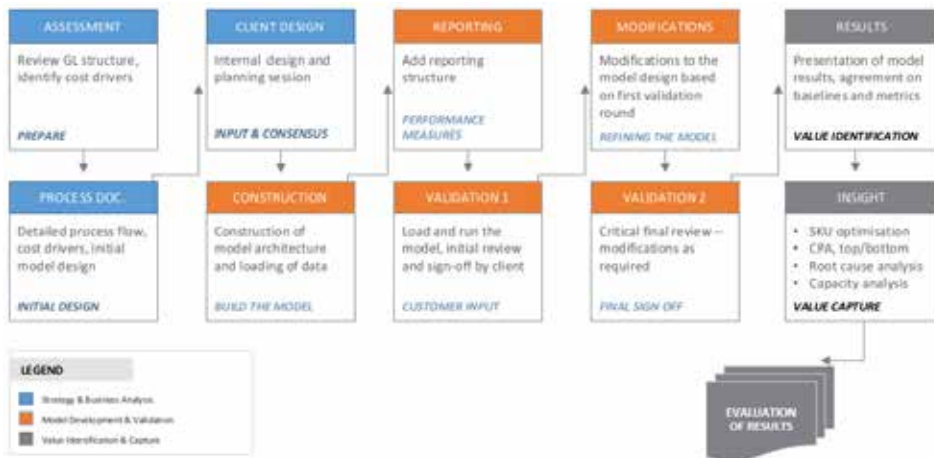 ASSESSMENT
Review GL structure,
identify cost drivers
PREPARE
PROCESS DOC.
Detailed process flow,
cost drivers, initial
model design
INITIAL DESIGN
CLIENT DESIGN
Internal design and
planning session
INPUT & CONSENSUS
CONSTRUCTION
Construction of
model architecture
and loading of data
BUILD THE MODEL
REPORTING
Add reporting
structure
PERFORMANCE
MEASURES
VALIDATION 1
Load and run the
model, initial review
and sign-off by client
CUSTOMER INPUT
MODIFICATIONS
Modifications to the
model design based
on first validation
round
REFINING THE MODEL
VALIDATION 2
Critical final review –
modifications as
required
FINAL SIGN OFF
RESULTS
Presentation of model
results, agreement on
baselines and metrics
VALUE IDENTIFICATION
INSIGHT
• SKU optimisation
• CPA, top/bottom
• Root cause analysis
• Capacity analysis
VALUE CAPTURE
EVALUATION
OF RESULTS
LEGEND
Strategy & Business Analysis
Model Development & Validation
Value Identification & Capture